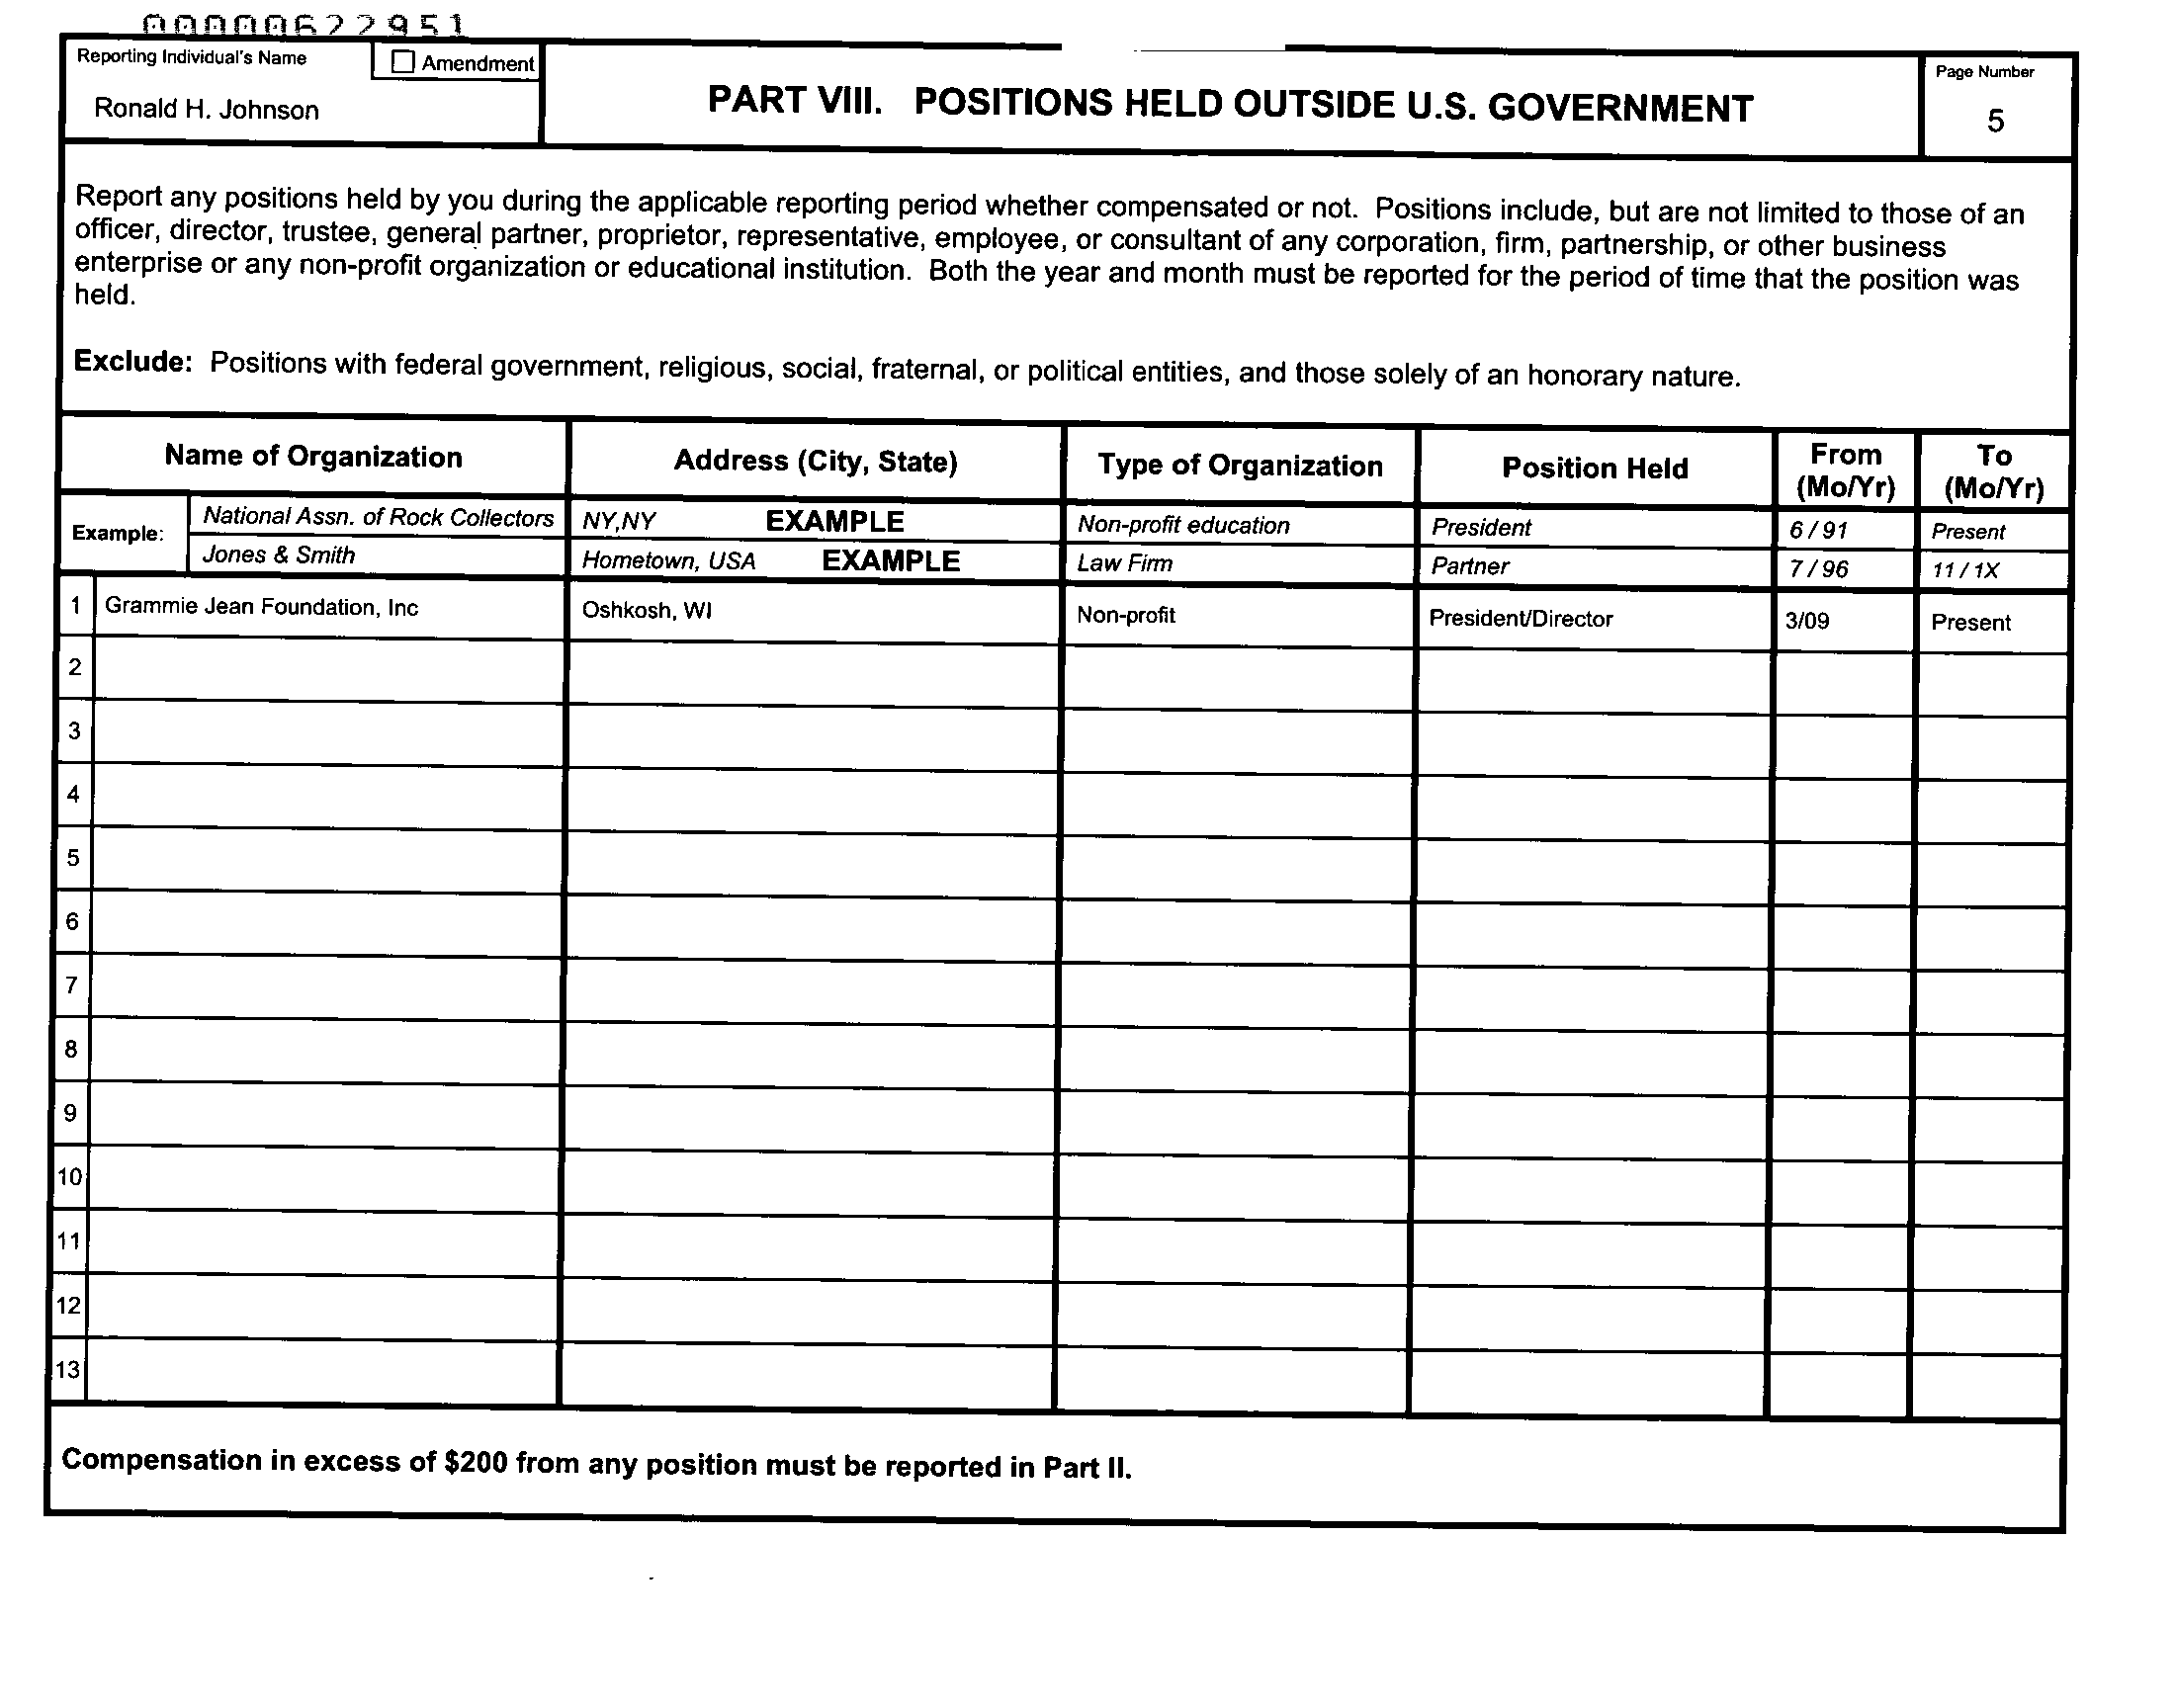 00000622951
Reporting Individual's Name
Amendment
Ronald H. Johnson
PART VIII. POSITIONS HELD OUTSIDE U.S. GOVERNMENT
Page Number
5
Report any positions held by you during the applicable reporting period whether compensated or not. Positions include, but are not limited to those of an
officer, director, trustee, general partner, proprietor, representative, employee, or consultant of any corporation, firm, partnership, or other business
enterprise or any non-profit organization or educational institution. Both the year and month must be reported for the period of time that the position was
held.
Exclude: Positions with federal government, religious, social, fraternal, or political entities, and those solely of an honorary nature.
Name of Organization Address (City, State) Type of Organization Position Held From (Mo/Yr) To (Mo/Yr)
Example:
National Assn. of Rock Collectors NY,NY EXAMPLE Non-profit education President 6 / 91 Present
Jones & Smith Hometown, USA EXAMPLE Law Firm Partner 7 / 96 11 / 1X
1 Grammie Jean Foundation, Inc Oshkosh, WI Non-profit President/Director 3/09 Present
2
3
4
5
6
7
8
9
10
11
12
13
Compensation in excess of $200 from any position must be reported in Part II.